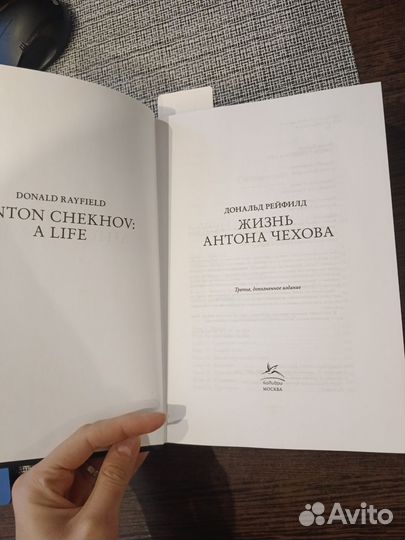 DONALD RAYFIELD
NTON CHEKHOV:
A LIFE
ДОНАЛЬД РЕЙФИЛД
ЖИЗНЬ
АНТОНА ЧЕХОВА
Третье, дополненное издание
КоЛибри
МОСКВА
Avito